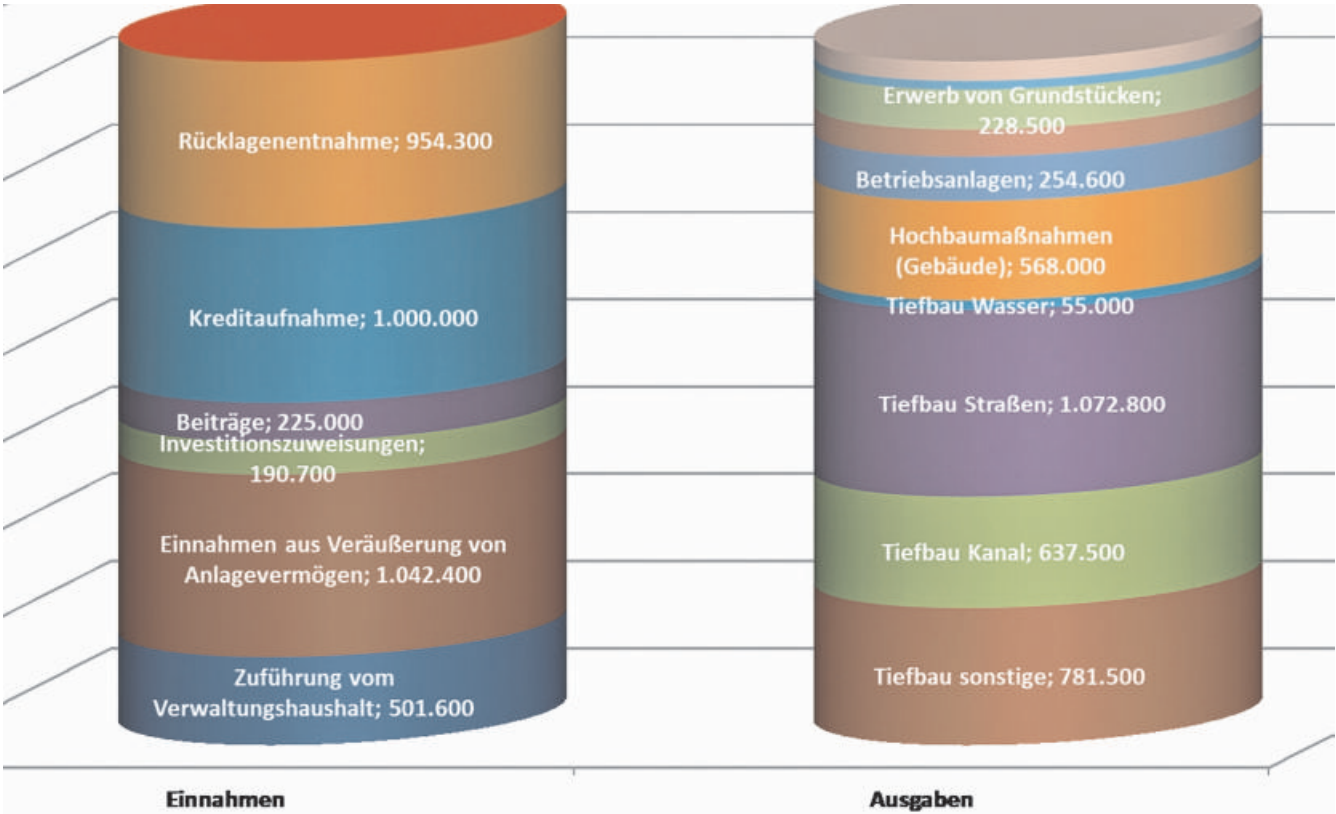 Rücklagenentnahme; 954.300
Kreditaufnahme; 1.000.000
Beiträge; 225.000
Investitionszuweisungen;
190.700
Einnahmen aus Veräußerung von
Anlagevermögen; 1.042.400
Zuführung vom
Verwaltungshaushalt; 501.600
Einnahmen
Erwerb von Grundstücken;
228.500
Betriebsanlagen; 254.600
Hochbaumaßnahmen
(Gebäude); 568.000
Tiefbau Wasser; 55.000
Tiefbau Straßen; 1.072.800
Tiefbau Kanal; 637.500
Tiefbau sonstige; 781.500
Ausgaben